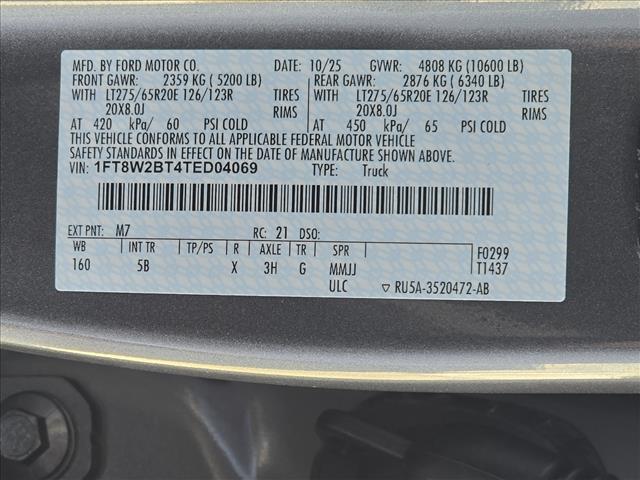 MFD. BY FORD MOTOR CO. DATE: 10/25 GVWR: 4808 KG (10600 LB)
FRONT GAWR: 2359 KG (5200 LB) REAR GAWR: 2876 KG (6340 LB)
WITH LT275/65R20E 126/123R TIRES WITH LT275/65R20E 126/123R TIRES
20X8.0J RIMS 20X8.0J RIMS
AT 420 kPa/ 60 PSI COLD AT 450 kPa/ 65 PSI COLD
THIS VEHICLE CONFORMS TO ALL APPLICABLE FEDERAL MOTOR VEHICLE
SAFETY STANDARDS IN EFFECT ON THE DATE OF MANUFACTURE SHOWN ABOVE.
VIN: 1FT8W2BT4TED04069 TYPE: Truck
EXT PNT: M7 RC: 21 DSO:
WB INT TR TP/PS R AXLE TR SPR F0299
160 5B X 3H G MMJJ T1437
ULC ▽ RU5A-3520472-AB